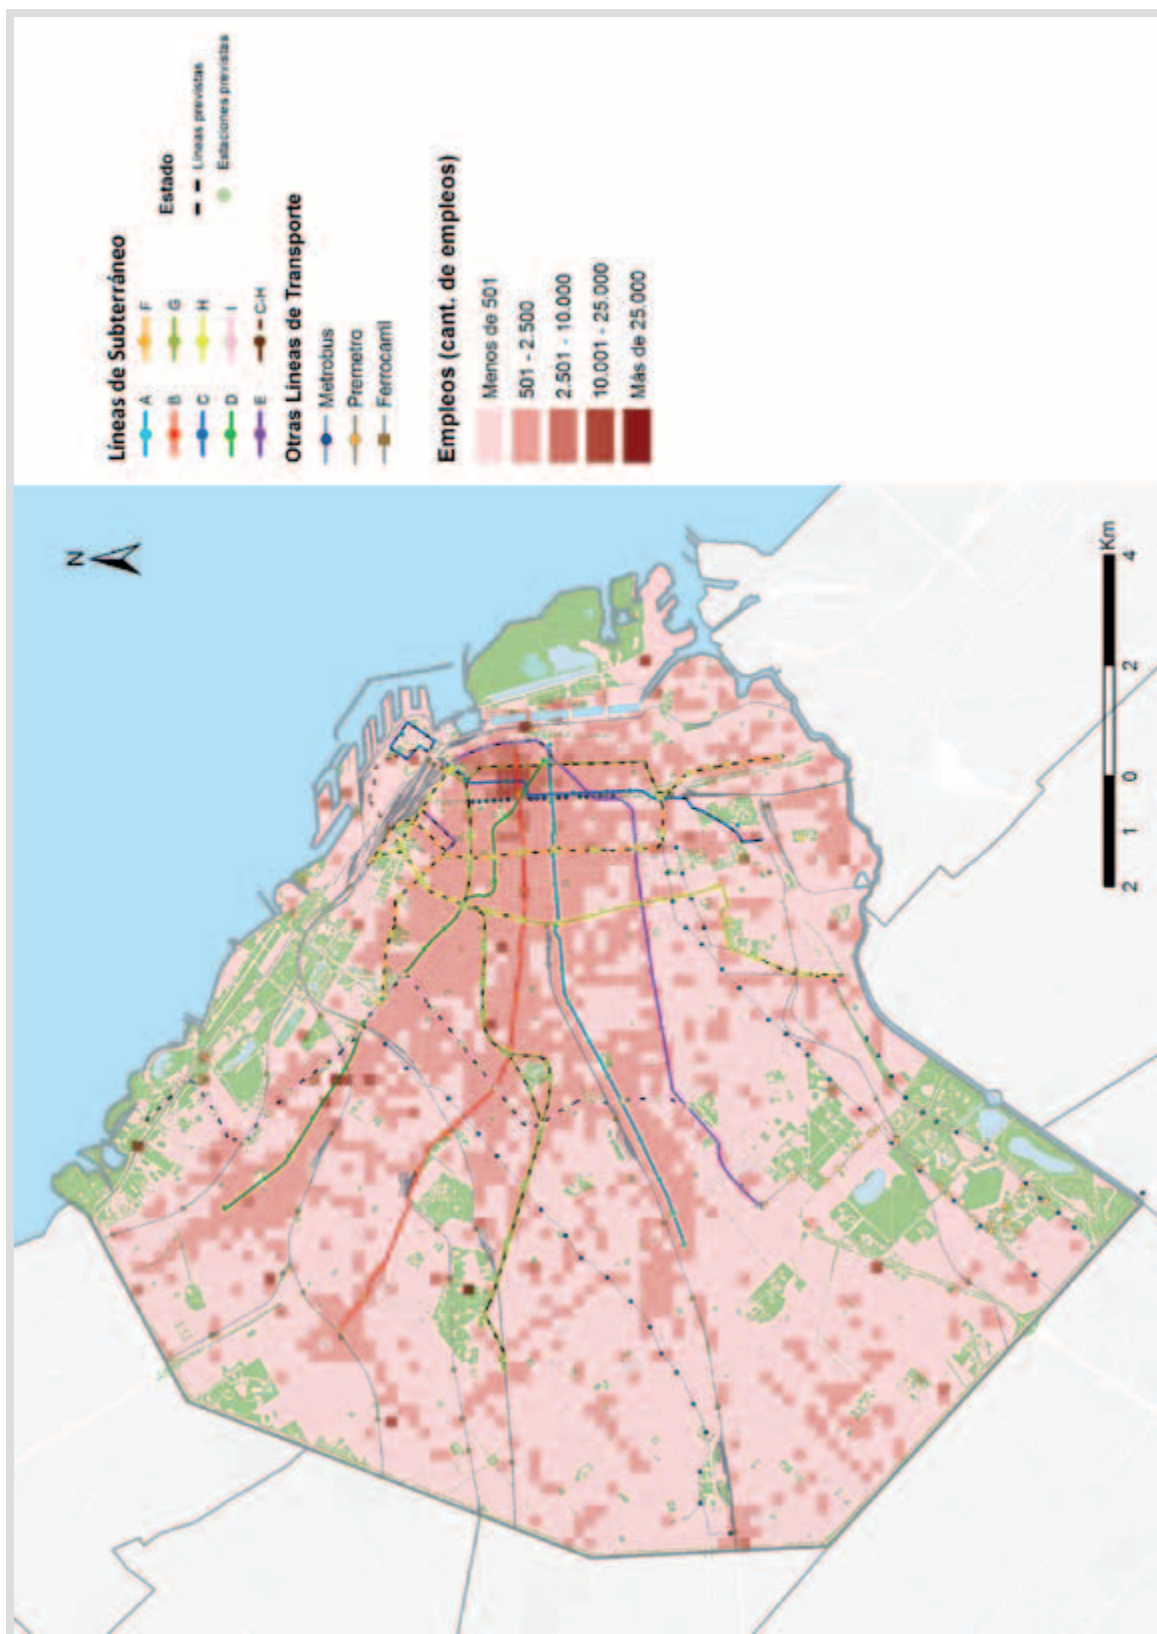 N
Líneas de Subterráneo
A
B
C
D
E
F
G
H
I
C-H
Estado
Líneas previstas
Estaciones previstas
Otras Líneas de Transporte
Metrobus
Premetro
Ferrocarril
Empleos (cant. de empleos)
Menos de 501
501 - 2.500
2.501 - 10.000
10.001 - 25.000
Más de 25.000
2 1 0 2 4
Km